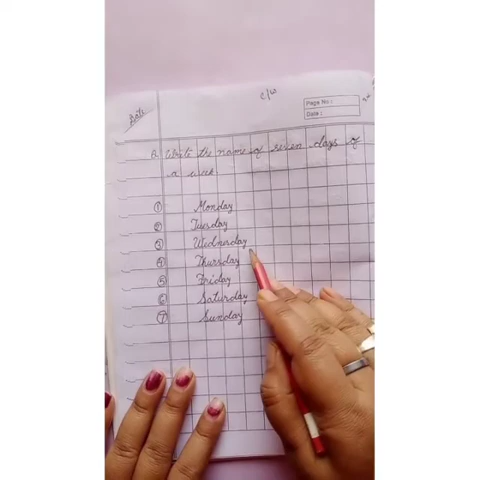 Date
C/W
Page No :
Date :
Q. Write the name of seven days of
a week
① Monday
② Tuesday
③ Wednesday
④ Thursday
⑤ Friday
⑥ Saturday
⑦ Sunday